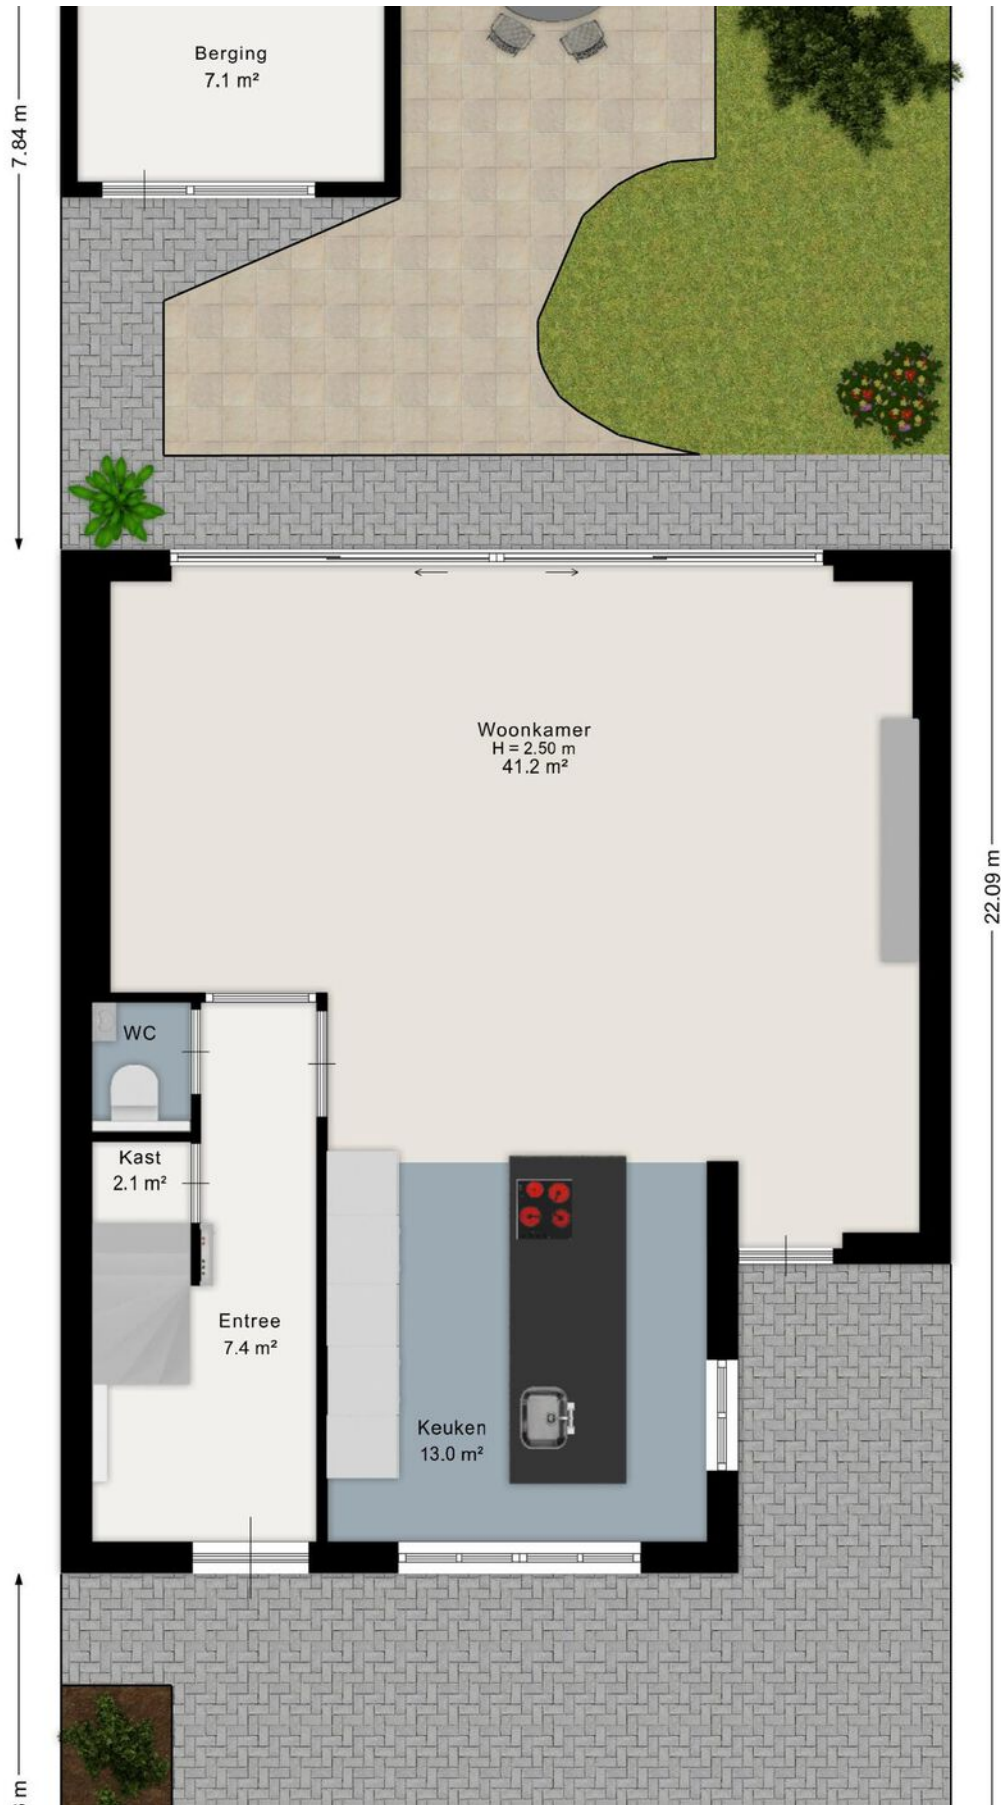 Berging
7.1 m²
7.84 m
Woonkamer
H = 2.50 m
41.2 m²
22.09 m
WC
Kast
2.1 m²
Entree
7.4 m²
Keuken
13.0 m²
m